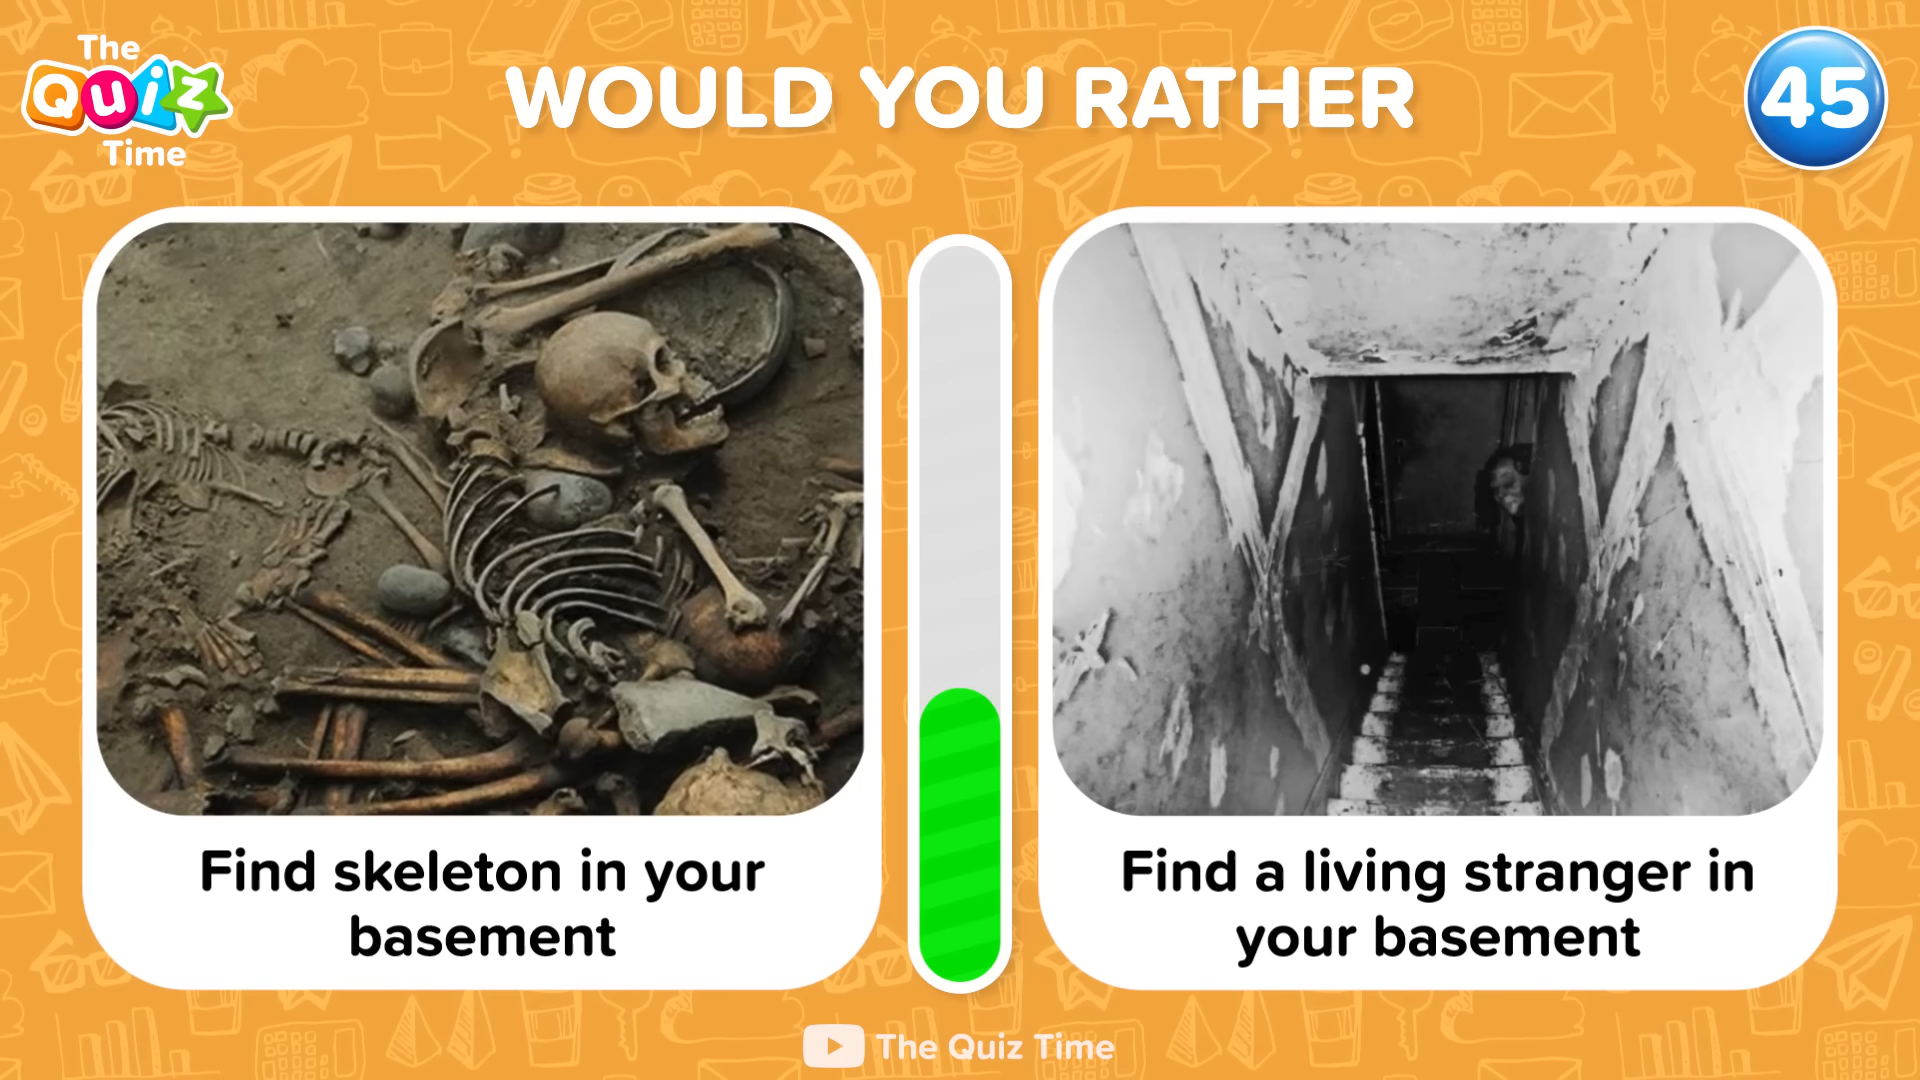 The
Quiz
Time
WOULD YOU RATHER
45
Find skeleton in your
basement
Find a living stranger in
your basement
The Quiz Time